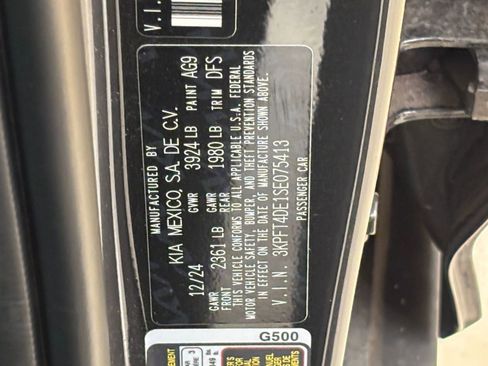 V.I.N.
MANUFACTURED BY
KIA MEXICO, S.A. DE C.V.
12/24 GVWR 3924 LB PAINT AG9
GAWR FRONT 2361 LB GAWR REAR 1980 LB TRIM DFS
THIS VEHICLE CONFORMS TO ALL APPLICABLE U.S.A. FEDERAL
MOTOR VEHICLE SAFETY, BUMPER, AND THEFT PREVENTION STANDARDS
IN EFFECT ON THE DATE OF MANUFACTURE SHOWN ABOVE.
V.I.N. 3KPFT4DE1SE075413
PASSENGER CAR
G500